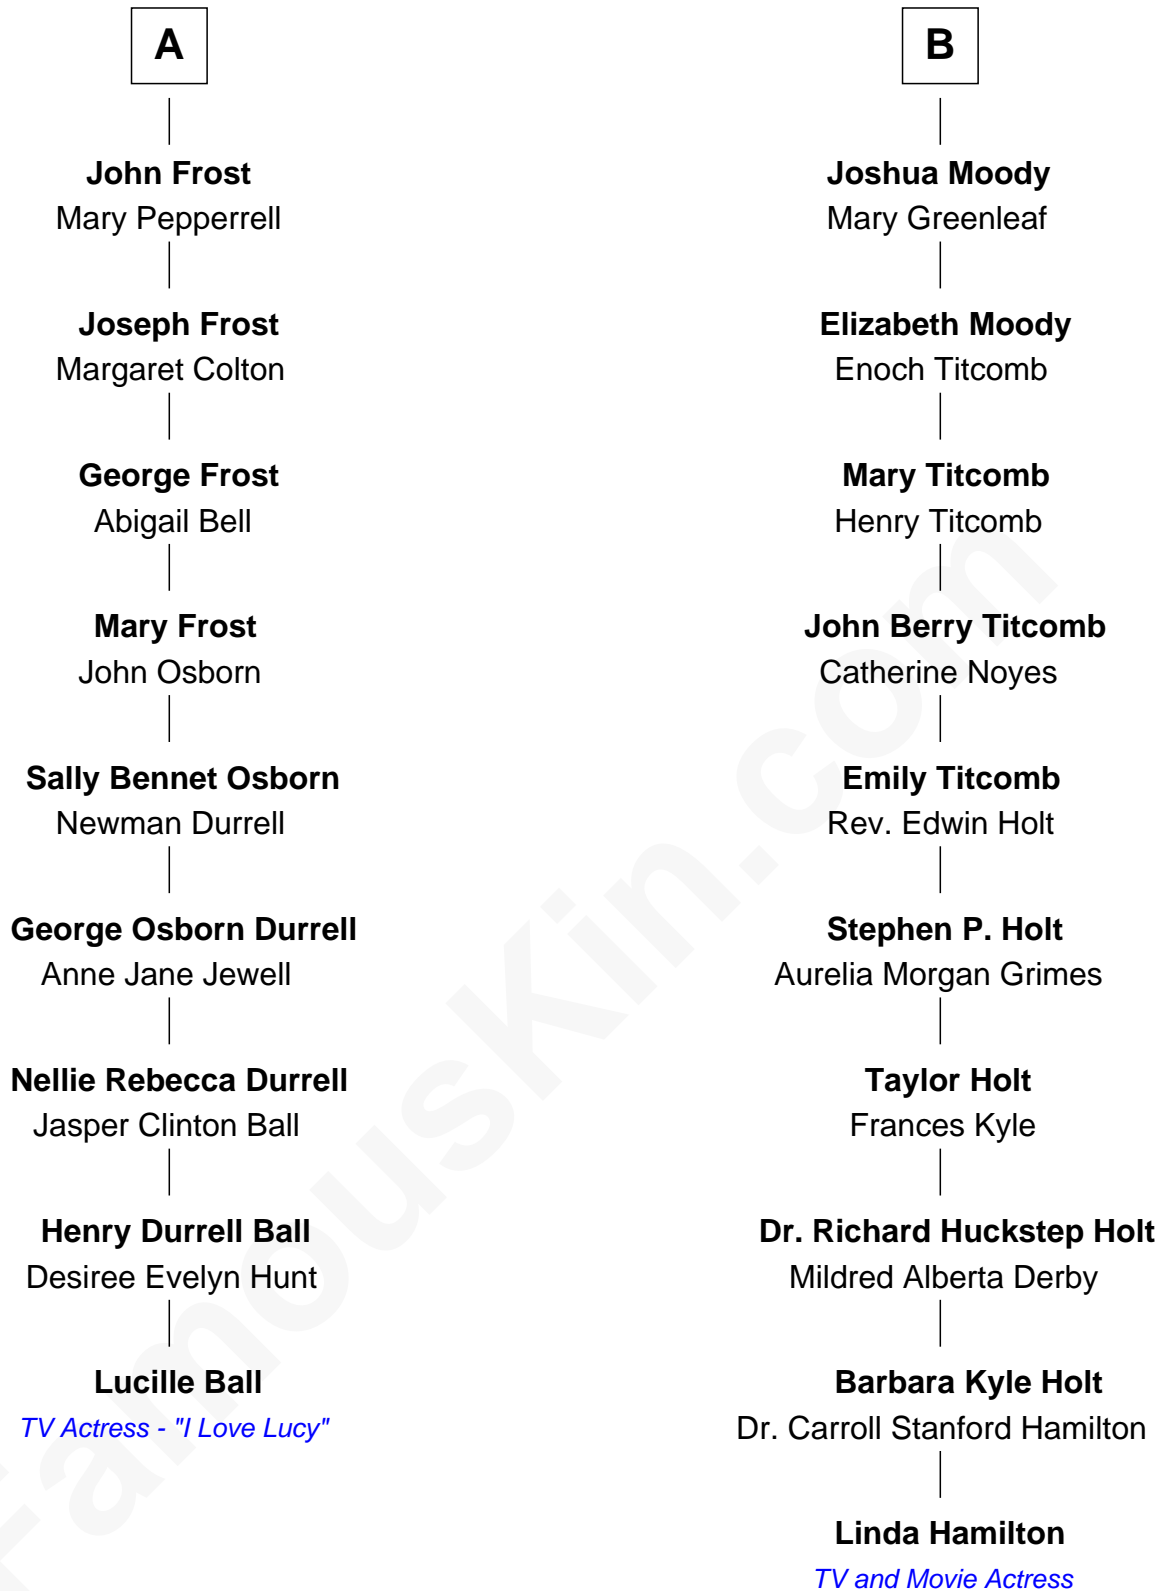 A
John Frost
Mary Pepperrell
Joseph Frost
Margaret Colton
George Frost
Abigail Bell
Mary Frost
John Osborn
Sally Bennet Osborn
Newman Durrell
George Osborn Durrell
Anne Jane Jewell
Nellie Rebecca Durrell
Jasper Clinton Ball
Henry Durrell Ball
Desiree Evelyn Hunt
Lucille Ball
TV Actress - "I Love Lucy"
B
Joshua Moody
Mary Greenleaf
Elizabeth Moody
Enoch Titcomb
Mary Titcomb
Henry Titcomb
John Berry Titcomb
Catherine Noyes
Emily Titcomb
Rev. Edwin Holt
Stephen P. Holt
Aurelia Morgan Grimes
Taylor Holt
Frances Kyle
Dr. Richard Huckstep Holt
Mildred Alberta Derby
Barbara Kyle Holt
Dr. Carroll Stanford Hamilton
Linda Hamilton
TV and Movie Actress
FamousKin.com